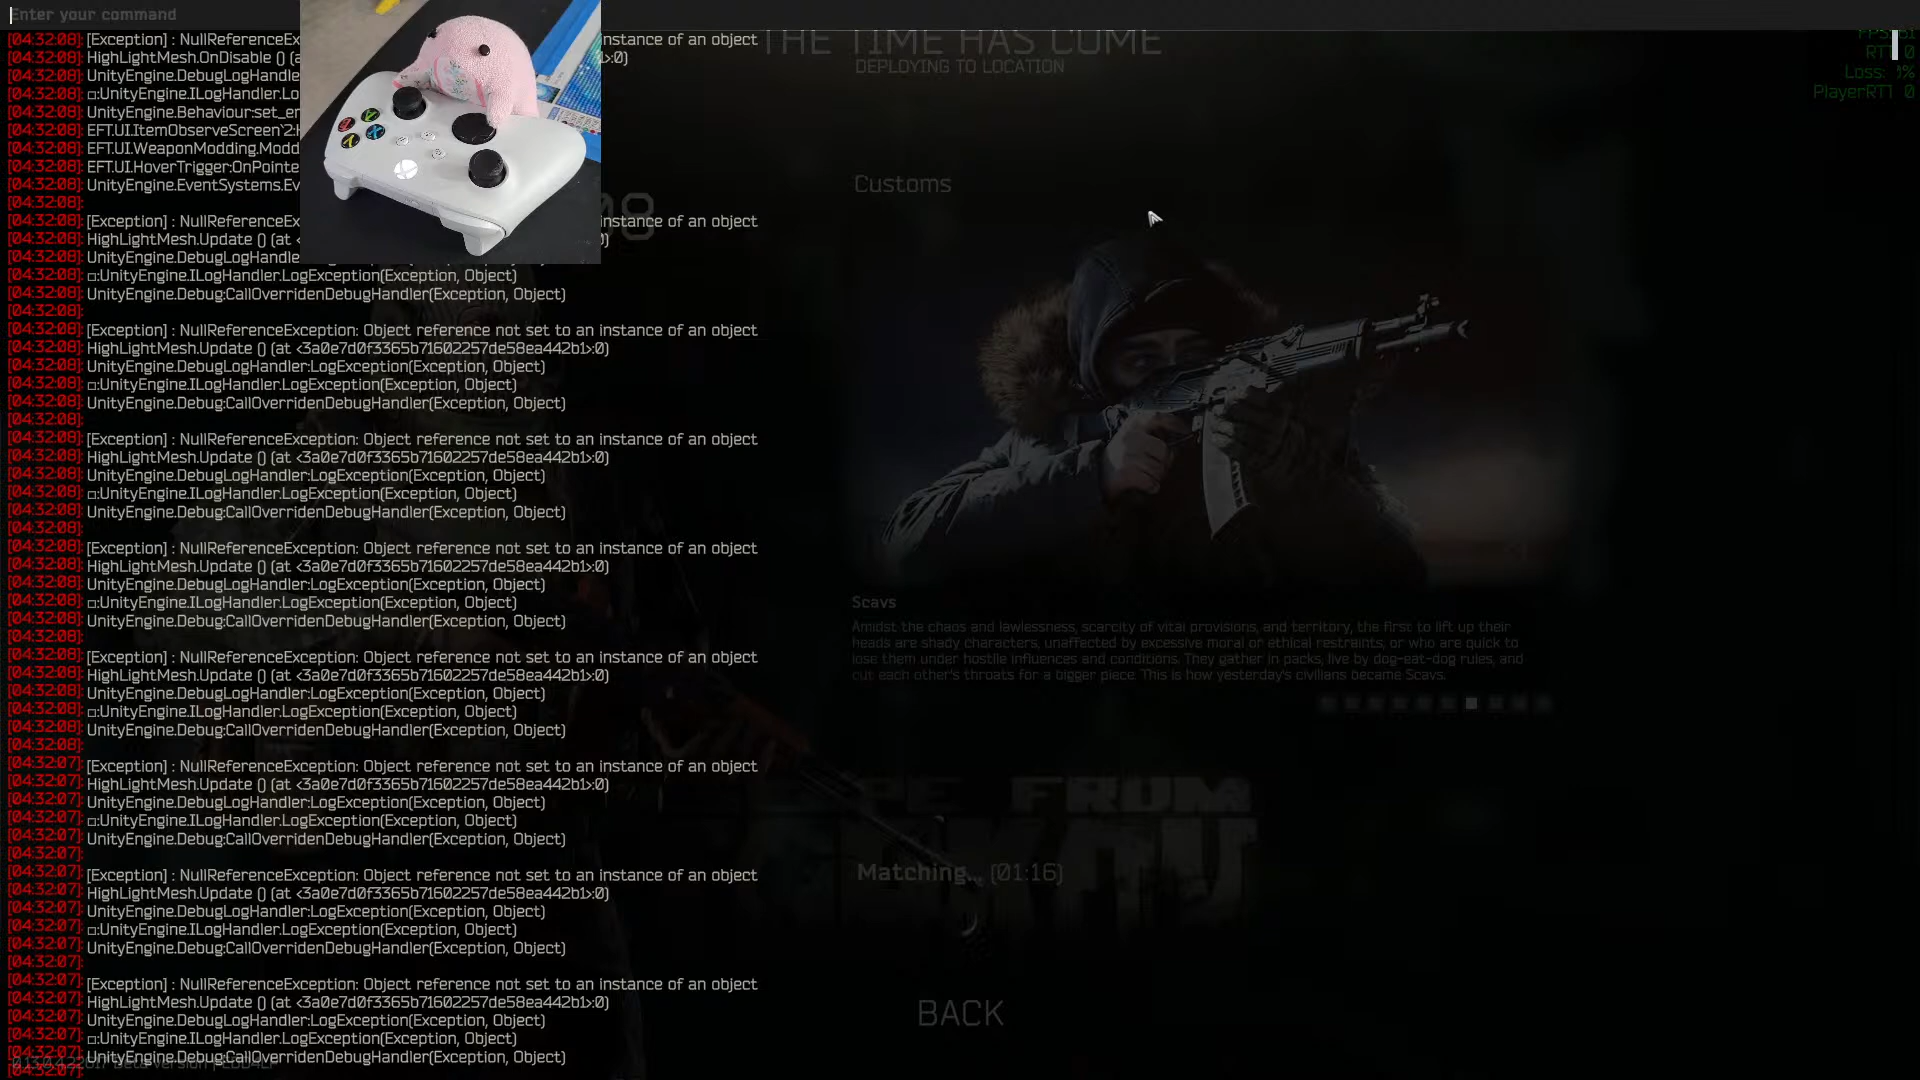 Enter your command
[04:32:08]: [Exception] : NullReferenceEx
nstance of an object
THE TIME HAS COME
[04:32:08]: HighLightMesh.OnDisable () (a
>:0)
DEPLOYING TO LOCATION
RTT 0
[04:32:08]: UnityEngine.DebugLogHandle
Loss:
[04:32:08]: □:UnityEngine.ILogHandler.Lo
PlayerRTT 0
[04:32:08]: UnityEngine.Behaviour:set_en
[04:32:08]: EFT.UI.ItemObserveScreen`2:H
[04:32:08]: EFT.UI.WeaponModding.Modd
[04:32:08]: EFT.UI.HoverTrigger:OnPointe
[04:32:08]: UnityEngine.EventSystems.Ev
Customs
[04:32:08]:
[04:32:08]: [Exception] : NullReferenceEx
nstance of an object
[04:32:08]: HighLightMesh.Update () (at <
)
[04:32:08]: UnityEngine.DebugLogHandle
[04:32:08]: □:UnityEngine.ILogHandler.LogException(Exception, Object)
[04:32:08]: UnityEngine.Debug:CallOverridenDebugHandler(Exception, Object)
[04:32:08]:
[04:32:08]: [Exception] : NullReferenceException: Object reference not set to an instance of an object
[04:32:08]: HighLightMesh.Update () (at <3a0e7d0f3365b71602257de58ea442b1>:0)
[04:32:08]: UnityEngine.DebugLogHandler:LogException(Exception, Object)
[04:32:08]: □:UnityEngine.ILogHandler.LogException(Exception, Object)
[04:32:08]: UnityEngine.Debug:CallOverridenDebugHandler(Exception, Object)
[04:32:08]:
[04:32:08]: [Exception] : NullReferenceException: Object reference not set to an instance of an object
[04:32:08]: HighLightMesh.Update () (at <3a0e7d0f3365b71602257de58ea442b1>:0)
[04:32:08]: UnityEngine.DebugLogHandler:LogException(Exception, Object)
[04:32:08]: □:UnityEngine.ILogHandler.LogException(Exception, Object)
[04:32:08]: UnityEngine.Debug:CallOverridenDebugHandler(Exception, Object)
[04:32:08]:
[04:32:08]: [Exception] : NullReferenceException: Object reference not set to an instance of an object
[04:32:08]: HighLightMesh.Update () (at <3a0e7d0f3365b71602257de58ea442b1>:0)
[04:32:08]: UnityEngine.DebugLogHandler:LogException(Exception, Object)
[04:32:08]: □:UnityEngine.ILogHandler.LogException(Exception, Object)
[04:32:08]: UnityEngine.Debug:CallOverridenDebugHandler(Exception, Object)
[04:32:08]:
[04:32:08]: [Exception] : NullReferenceException: Object reference not set to an instance of an object
[04:32:08]: HighLightMesh.Update () (at <3a0e7d0f3365b71602257de58ea442b1>:0)
[04:32:08]: UnityEngine.DebugLogHandler:LogException(Exception, Object)
[04:32:08]: □:UnityEngine.ILogHandler.LogException(Exception, Object)
[04:32:08]: UnityEngine.Debug:CallOverridenDebugHandler(Exception, Object)
[04:32:08]:
Scavs
Amidst the chaos and lawlessness, scarcity of vital provisions, and territory, the first to lift up their
heads are shady characters, unaffected by excessive moral or ethical restraints, or who are quick to
lose them under hostile influences and conditions. They gather in packs, live by dog-eat-dog rules, and
cut each other's throats for a bigger piece. This is how yesterday's civilians became Scavs.
[04:32:07]: [Exception] : NullReferenceException: Object reference not set to an instance of an object
[04:32:07]: HighLightMesh.Update () (at <3a0e7d0f3365b71602257de58ea442b1>:0)
[04:32:07]: UnityEngine.DebugLogHandler:LogException(Exception, Object)
[04:32:07]: □:UnityEngine.ILogHandler.LogException(Exception, Object)
[04:32:07]: UnityEngine.Debug:CallOverridenDebugHandler(Exception, Object)
[04:32:07]:
[04:32:07]: [Exception] : NullReferenceException: Object reference not set to an instance of an object
[04:32:07]: HighLightMesh.Update () (at <3a0e7d0f3365b71602257de58ea442b1>:0)
[04:32:07]: UnityEngine.DebugLogHandler:LogException(Exception, Object)
[04:32:07]: □:UnityEngine.ILogHandler.LogException(Exception, Object)
[04:32:07]: UnityEngine.Debug:CallOverridenDebugHandler(Exception, Object)
[04:32:07]:
Matching... (01:16)
[04:32:07]: [Exception] : NullReferenceException: Object reference not set to an instance of an object
[04:32:07]: HighLightMesh.Update () (at <3a0e7d0f3365b71602257de58ea442b1>:0)
[04:32:07]: UnityEngine.DebugLogHandler:LogException(Exception, Object)
[04:32:07]: □:UnityEngine.ILogHandler.LogException(Exception, Object)
[04:32:07]: UnityEngine.Debug:CallOverridenDebugHandler(Exception, Object)
[04:32:07]:
BACK